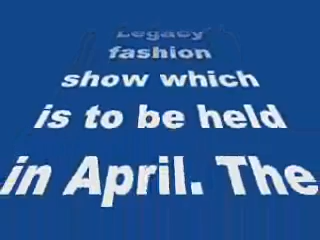 Legacy
fashion
show which
is to be held
in April. The